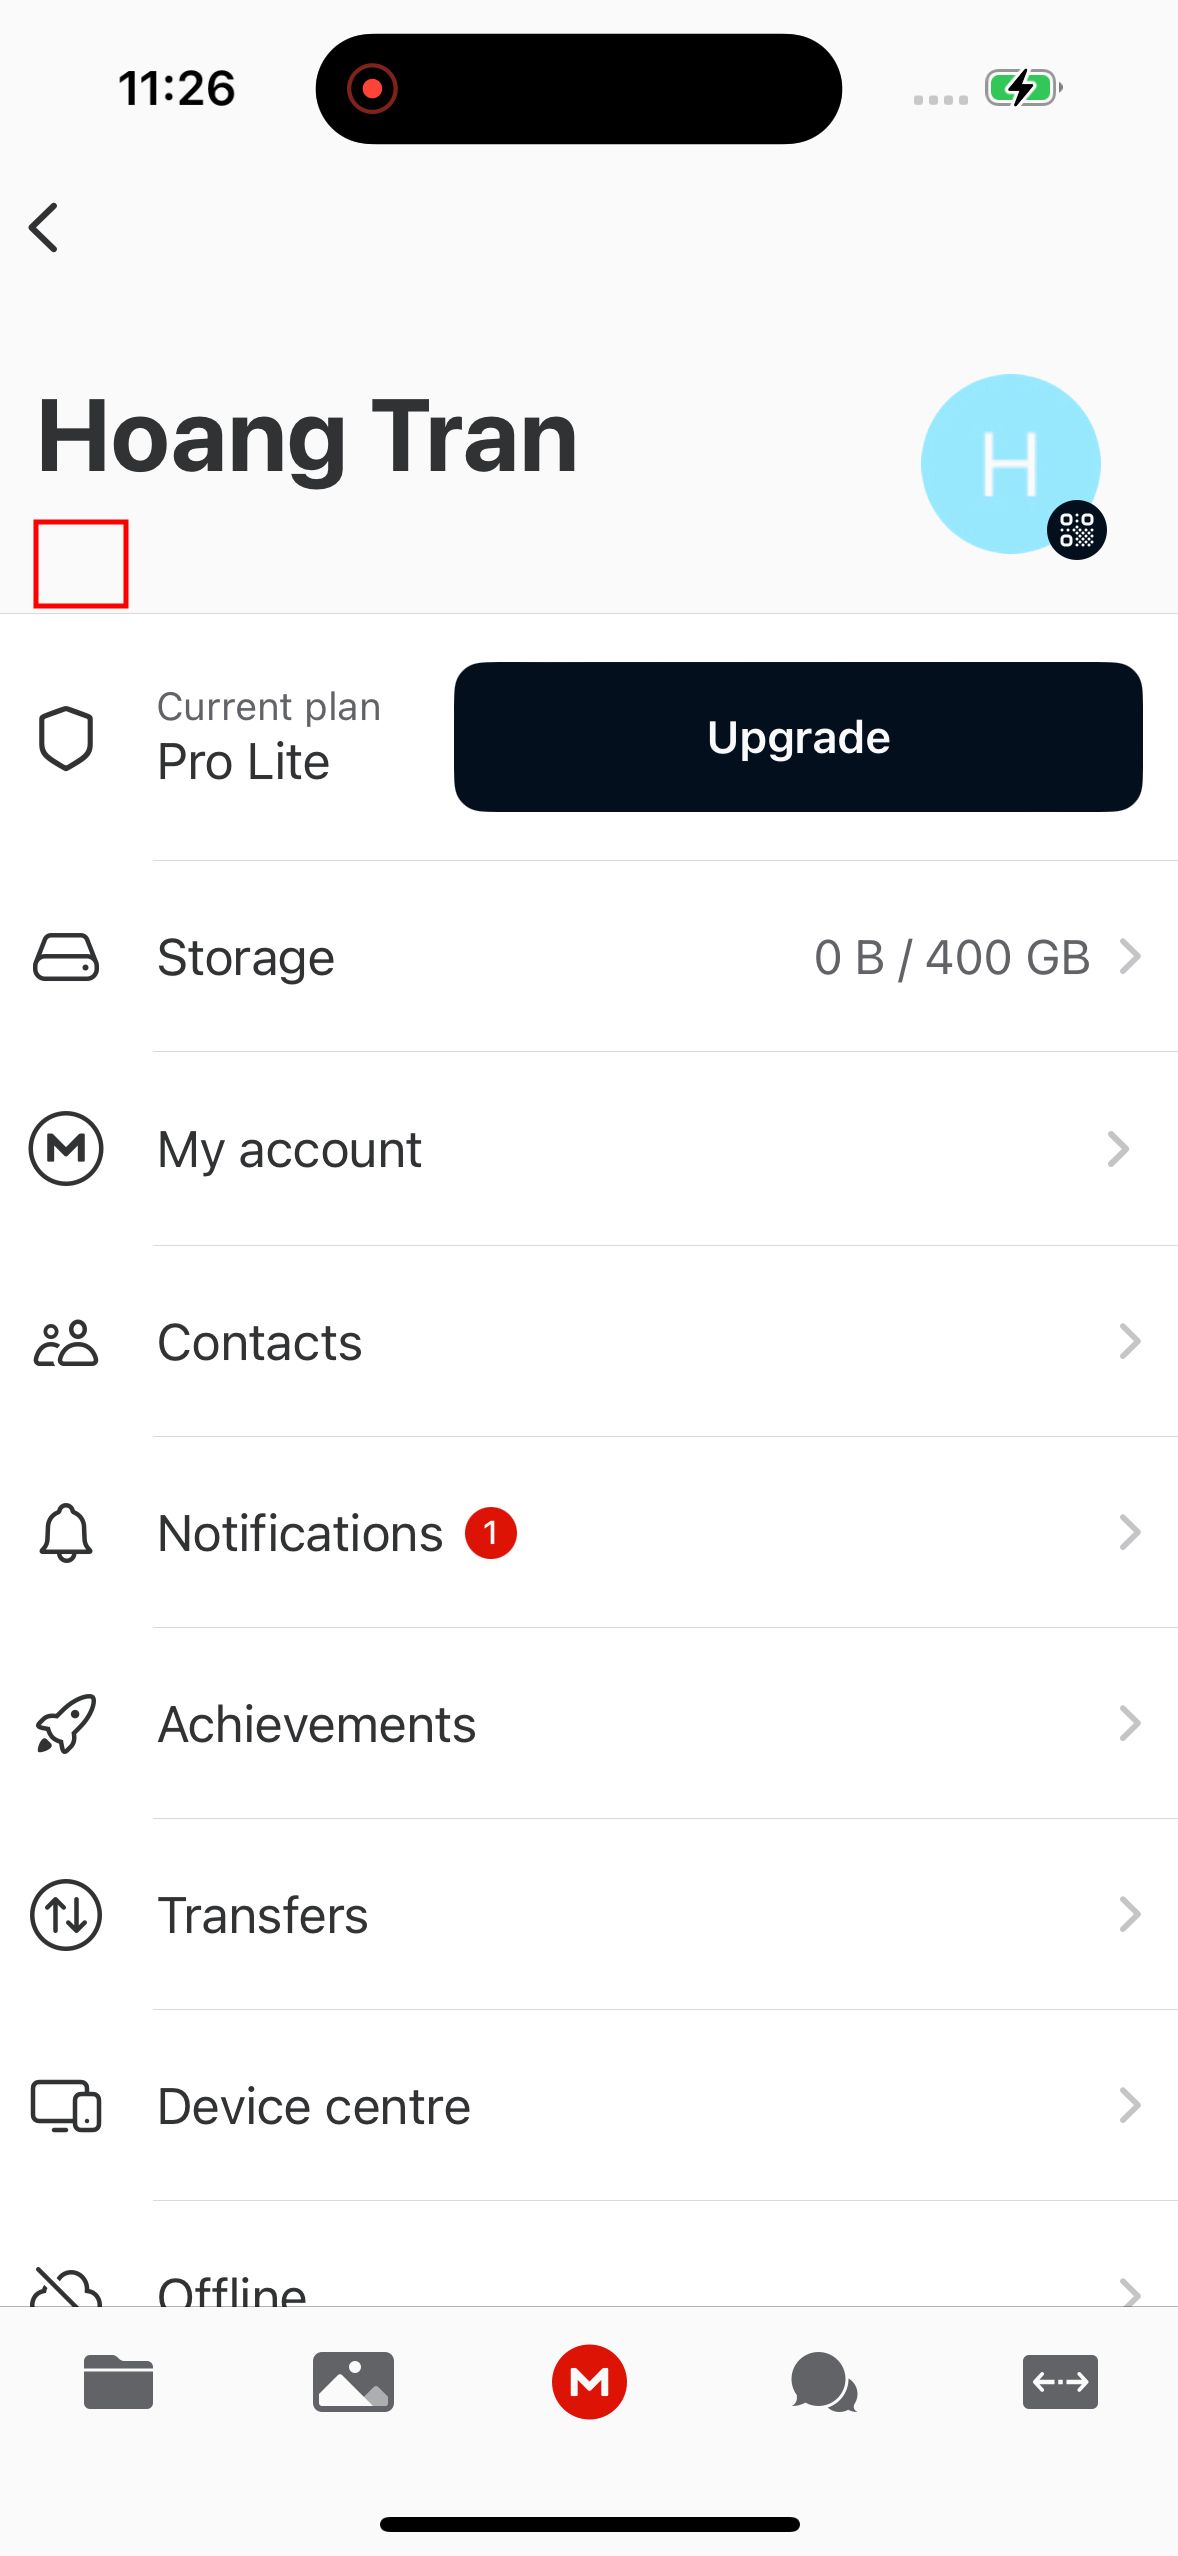 11:26
Hoang Tran
H
Current plan
Pro Lite
Upgrade
Storage
0 B / 400 GB
My account
Contacts
Notifications 1
Achievements
Transfers
Device centre
Offline